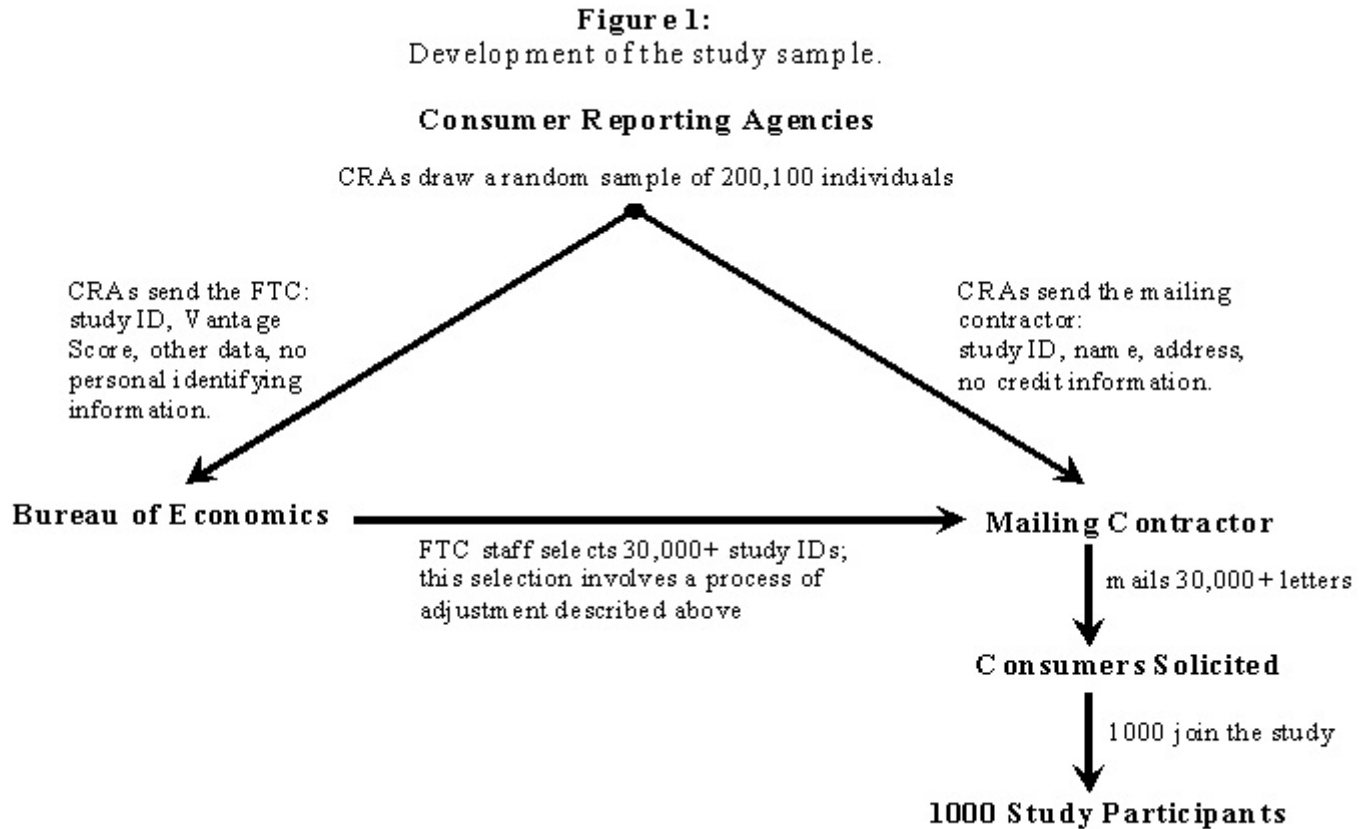 Figure 1:
Development of the study sample.
Consumer Reporting Agencies
CRAs draw a random sample of 200,100 individuals
CRAs send the FTC:
study ID, Vantage
Score, other data, no
personal identifying
information.
CRAs send the mailing
contractor:
study ID, name, address,
no credit information.
Bureau of Economics
Mailing Contractor
FTC staff selects 30,000+ study IDs;
this selection involves a process of
adjustment described above
mails 30,000+ letters
Consumers Solicited
1000 join the study
1000 Study Participants